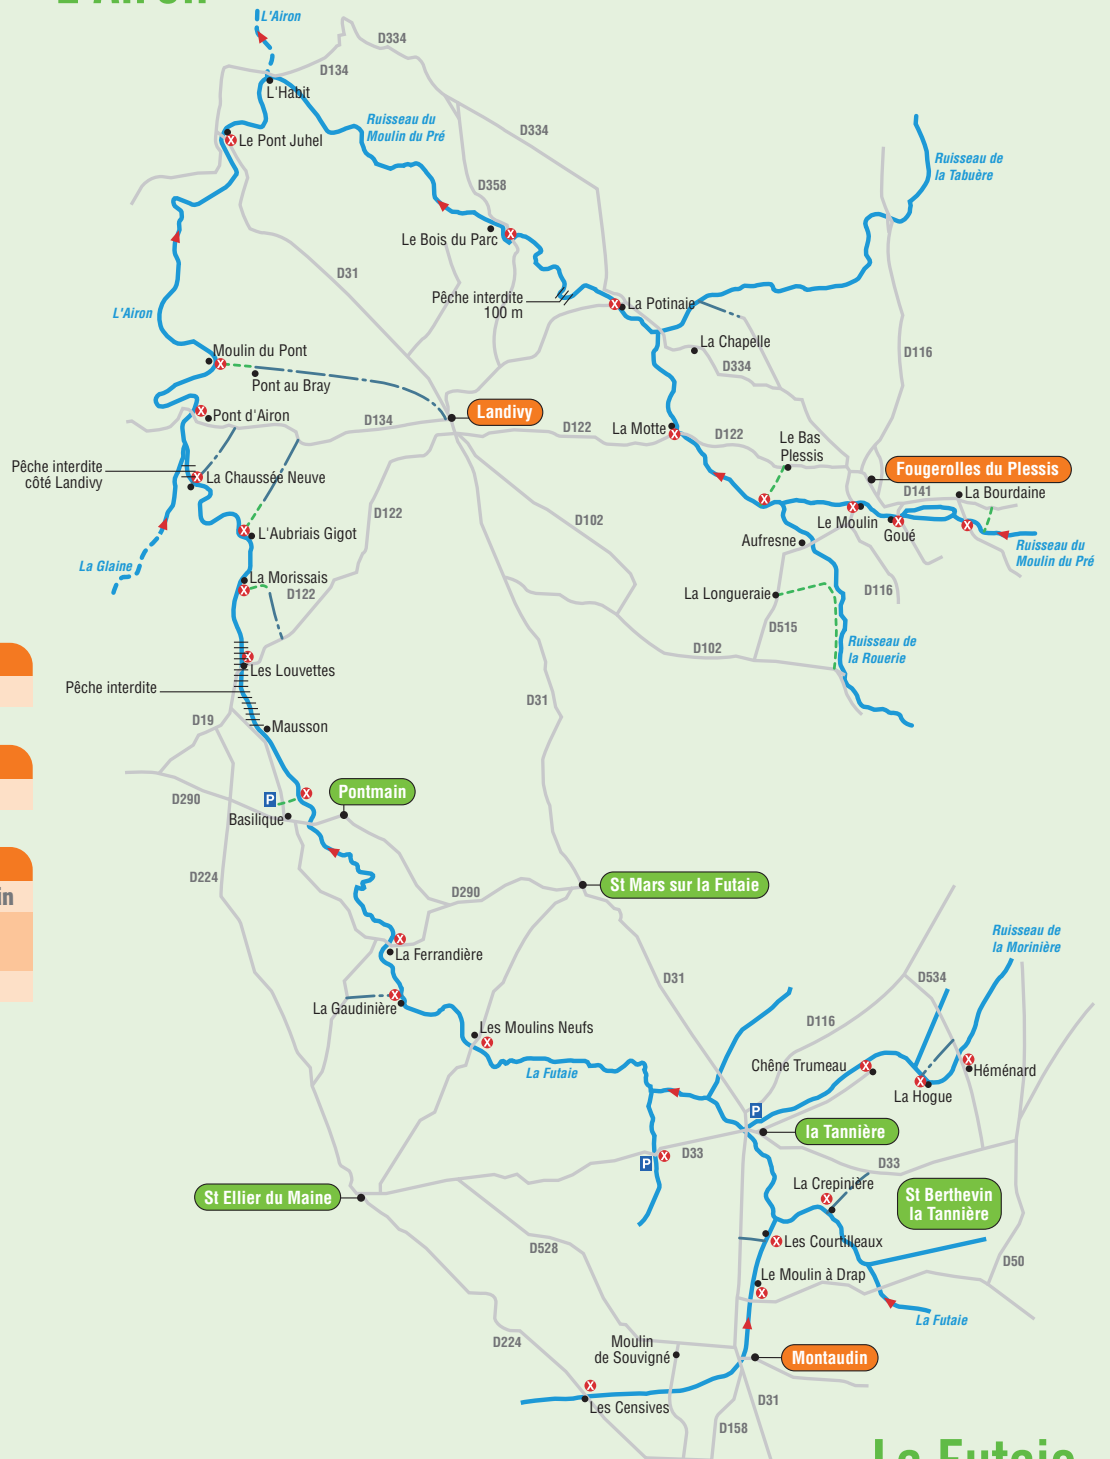 L'Airon
L'Airon
D334
D134
L'Habit
Ruisseau du
Moulin du Pré
D334
Le Pont Juhel
Ruisseau de
la Tabuère
D358
Le Bois du Parc
D31
Pêche interdite
100 m
La Potinaie
L'Airon
La Chapelle
Moulin du Pont
D116
D334
Pont au Bray
Landivy
Pont d'Airon
D134
D122
La Motte
D122
Le Bas
Plessis
Pêche interdite
côté Landivy
La Chaussée Neuve
Fougerolles du Plessis
D141
La Bourdaine
D122
D102
Le Moulin
Goué
L'Aubriais Gigot
Aufresne
Ruisseau du
Moulin du Pré
La Glaine
La Morissais
D122
La Longueraie
D116
D515
D102
Ruisseau de
la Rouerie
Les Louvettes
Pêche interdite
D31
D19
Mausson
D290
P
Pontmain
Basilique
D224
D290
St Mars sur la Futaie
in
Ruisseau de
la Morinière
La Ferrandière
D31
D534
La Gaudinière
D116
Les Moulins Neufs
Chêne Trumeau
La Futaie
Héménard
La Hogue
P
la Tannière
P
D33
D33
La Crepinière
St Ellier du Maine
St Berthevin
la Tannière
D528
Les Courtilleaux
D50
Le Moulin à Drap
La Futaie
D224
Moulin
de Souvigné
Montaudin
Les Censives
D31
D158
La Futaie